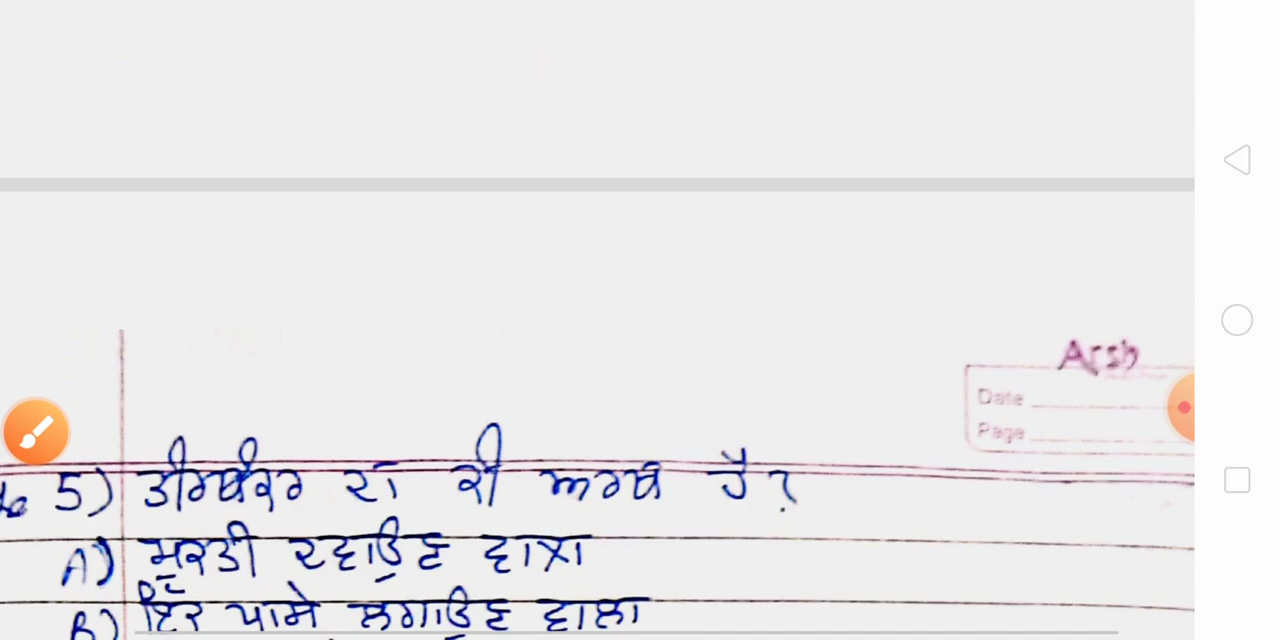 Arsh
Date
Page
5) ਤੀਰਥੰਕਰ ਦਾ ਕੀ ਅਰਥ ਹੈ?
A) ਮੁਕਤੀ ਦਵਾਉਣ ਵਾਲਾ
B) ਇੱਕ ਪਾਸੇ ਲਗਾਉਣ ਵਾਲਾ